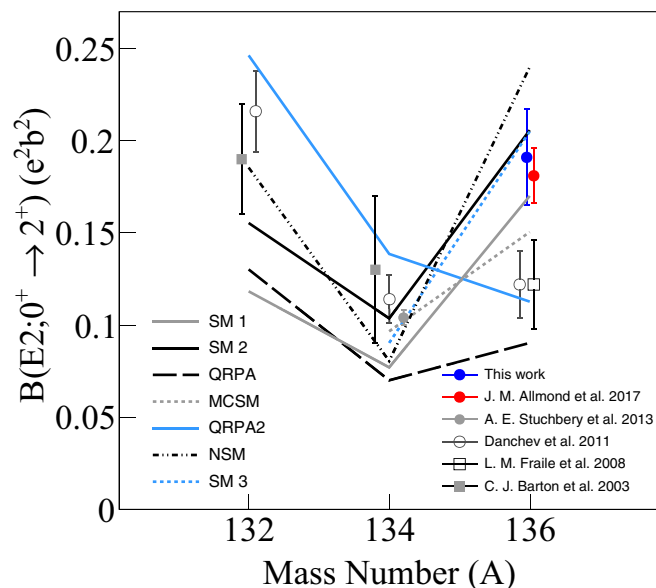 B(E2;0⁺ → 2⁺) (e²b²)
0.25
0.2
0.15
0.1
0.05
0
SM 1
SM 2
QRPA
MCSM
QRPA2
NSM
SM 3
This work
J. M. Allmond et al. 2017
A. E. Stuchbery et al. 2013
Danchev et al. 2011
L. M. Fraile et al. 2008
C. J. Barton et al. 2003
132 134 136
Mass Number (A)